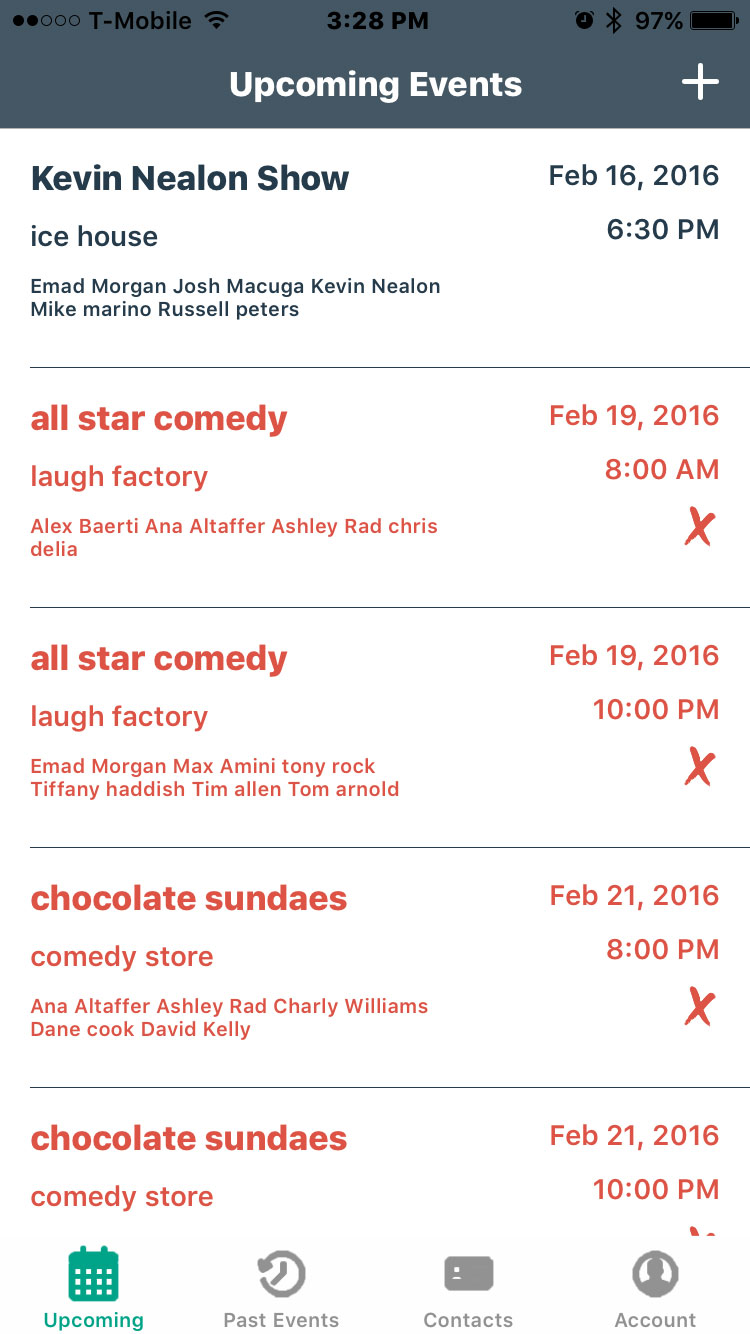 T-Mobile 3:28 PM 97%
Upcoming Events
Kevin Nealon Show Feb 16, 2016
ice house 6:30 PM
Emad Morgan Josh Macuga Kevin Nealon
Mike marino Russell peters
all star comedy Feb 19, 2016
laugh factory 8:00 AM
Alex Baerti Ana Altaffer Ashley Rad chris
delia
all star comedy Feb 19, 2016
laugh factory 10:00 PM
Emad Morgan Max Amini tony rock
Tiffany haddish Tim allen Tom arnold
chocolate sundaes Feb 21, 2016
comedy store 8:00 PM
Ana Altaffer Ashley Rad Charly Williams
Dane cook David Kelly
chocolate sundaes Feb 21, 2016
comedy store 10:00 PM
Upcoming Past Events Contacts Account